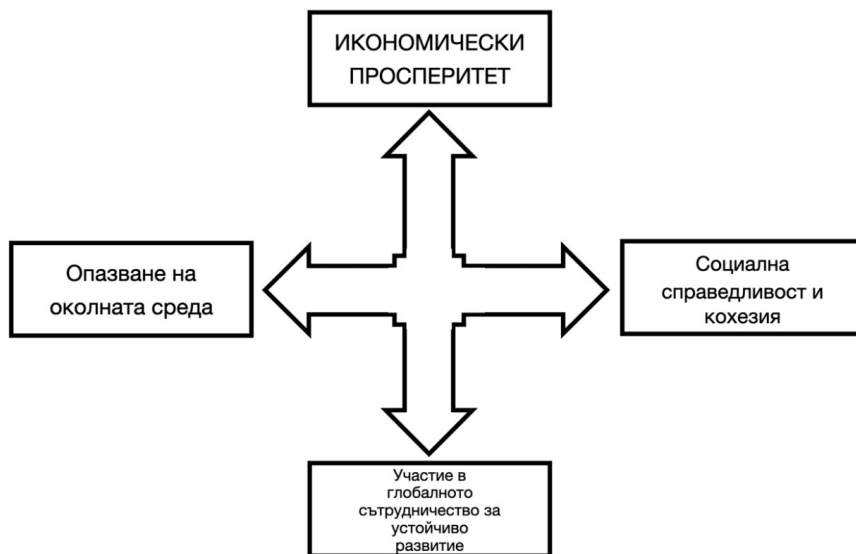 ИКОНОМИЧЕСКИ
ПРОСПЕРИТЕТ
Опазване на
околната среда
Социална
справедливост и
кохезия
Участие в
глобалното
сътрудничество за
устойчиво
развитие